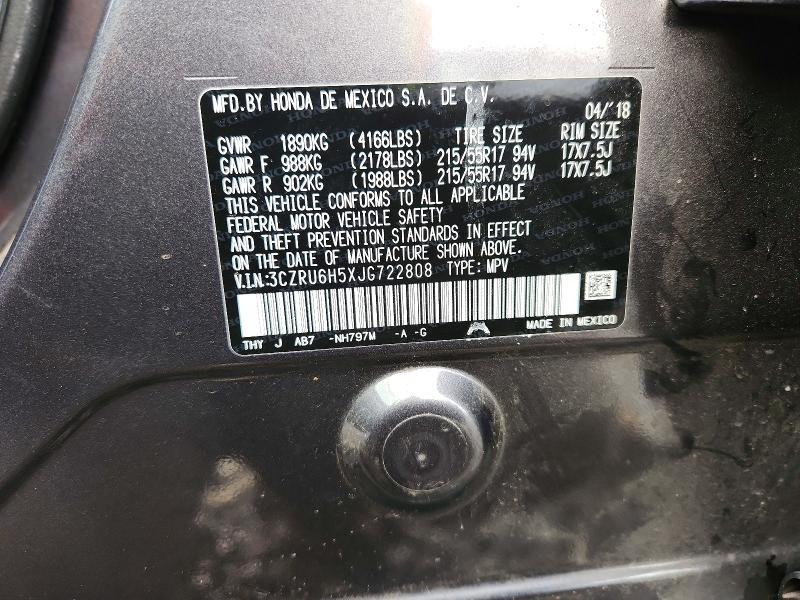 MFD.BY HONDA DE MEXICO S.A. DE C.V.
04/'18
GVWR 1890KG (4166LBS) TIRE SIZE RIM SIZE
GAWR F 988KG (2178LBS) 215/55R17 94V 17X7.5J
GAWR R 902KG (1988LBS) 215/55R17 94V 17X7.5J
THIS VEHICLE CONFORMS TO ALL APPLICABLE
FEDERAL MOTOR VEHICLE SAFETY
AND THEFT PREVENTION STANDARDS IN EFFECT
ON THE DATE OF MANUFACTURE SHOWN ABOVE.
V.I.N:3CZRU6H5XJG722808 TYPE: MPV
THY J AB7 -NH797M -A -G MADE IN MEXICO